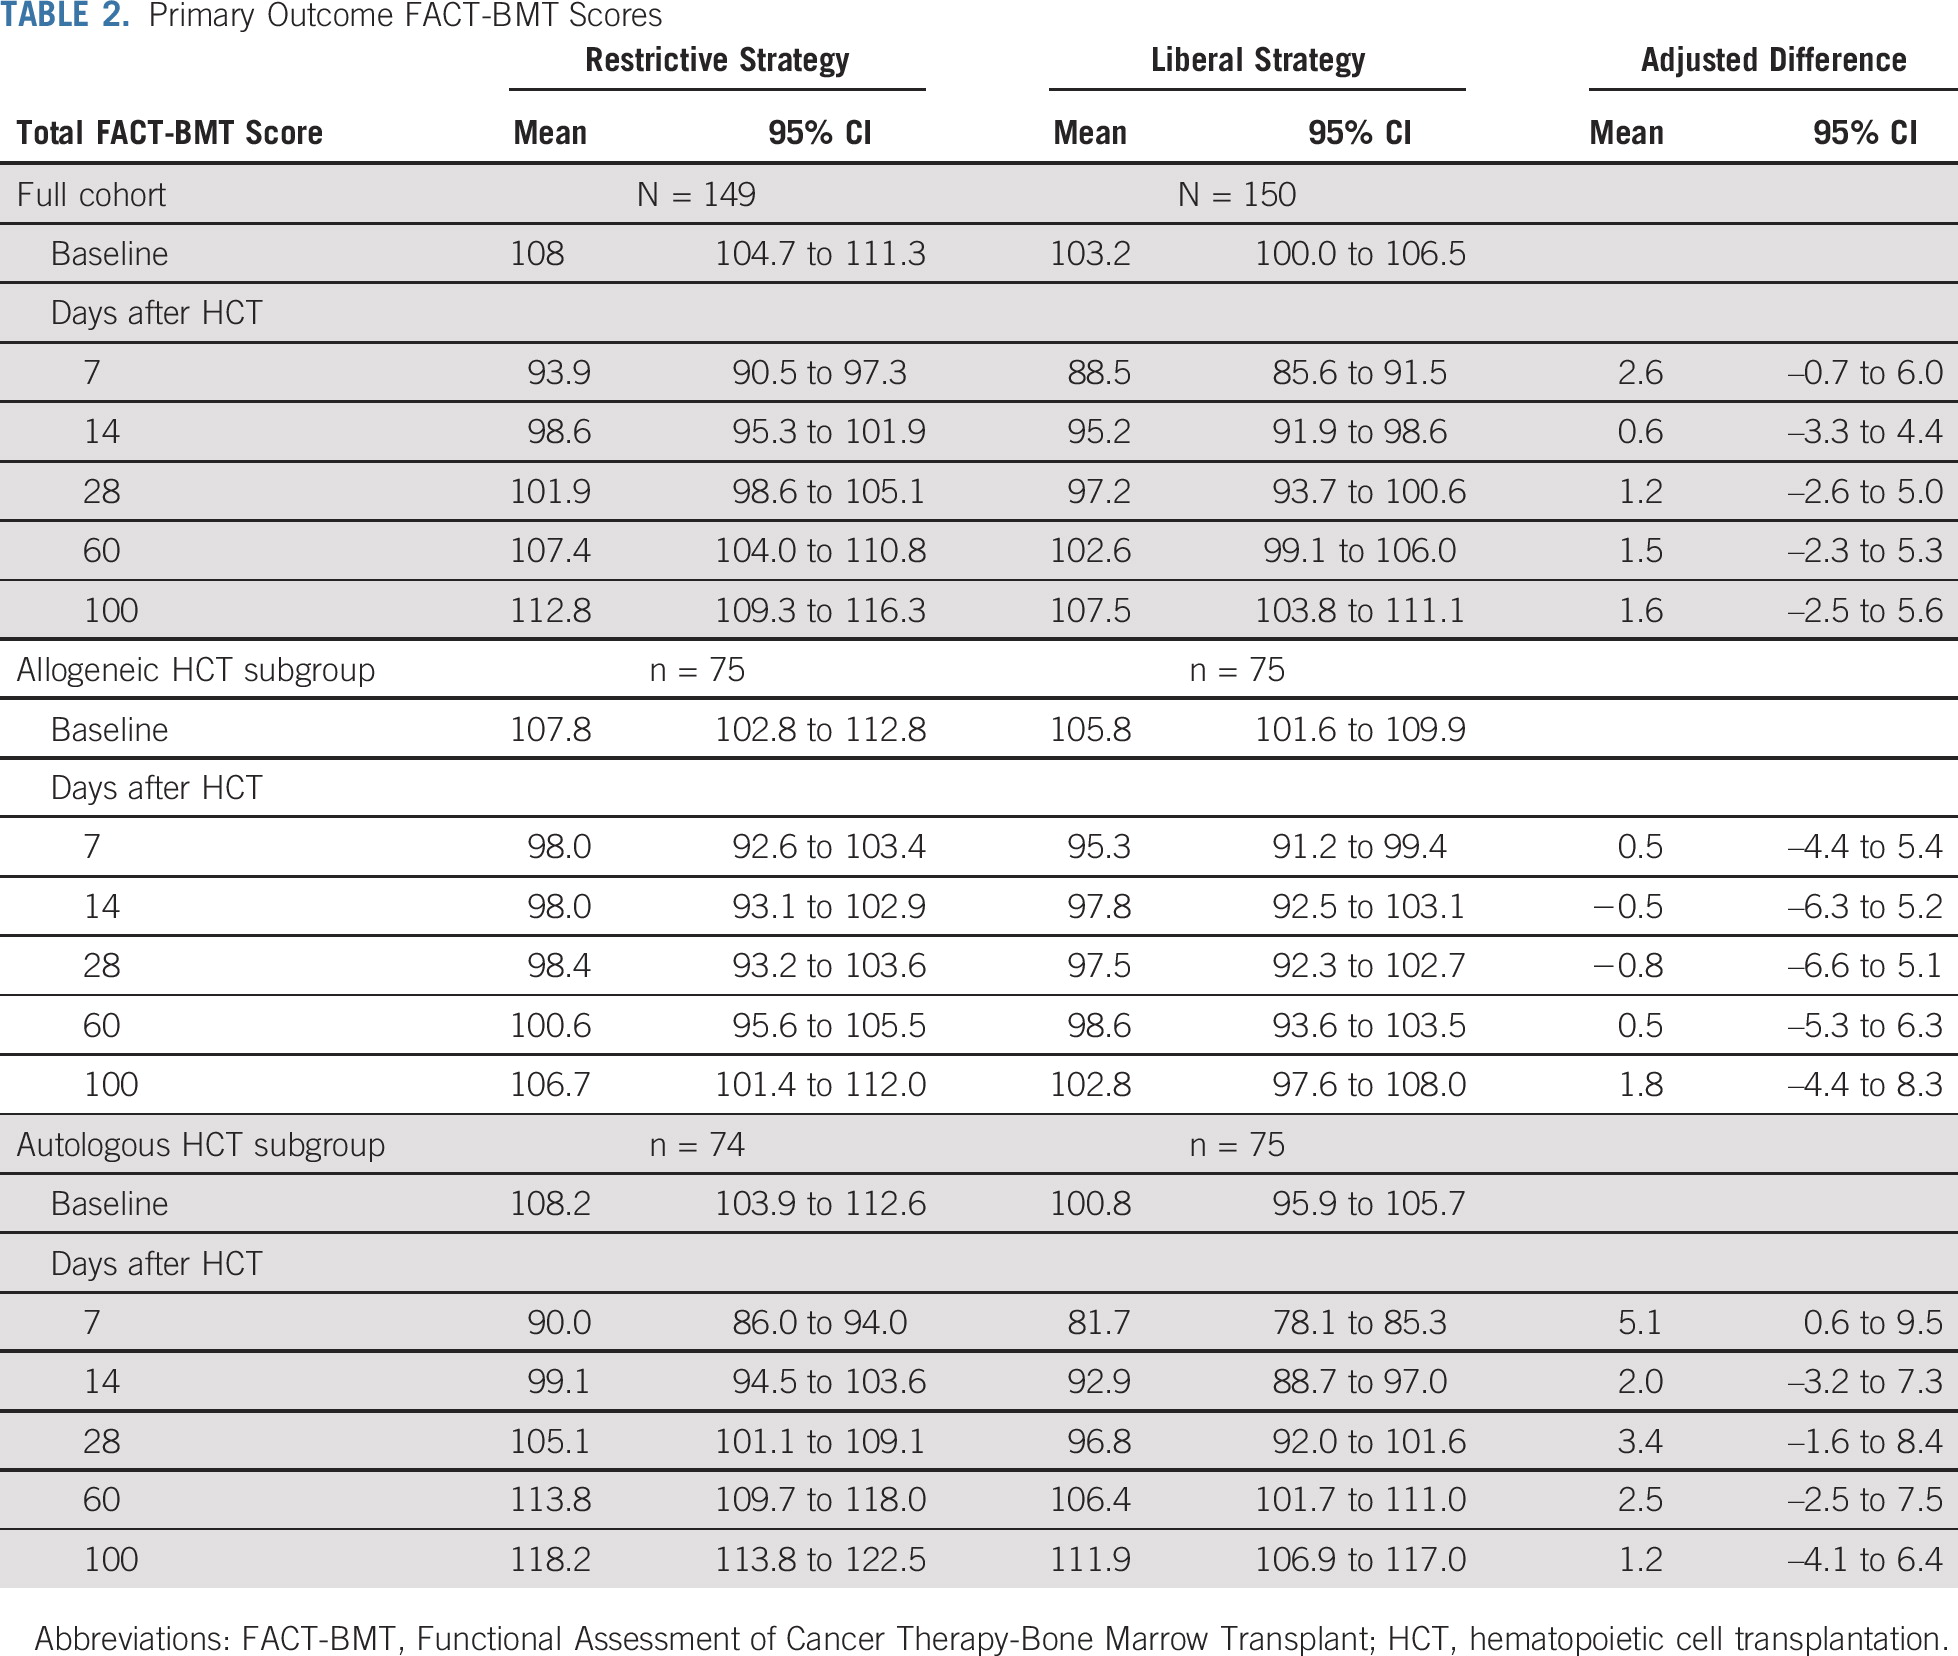 TABLE 2. Primary Outcome FACT-BMT Scores
Restrictive Strategy Liberal Strategy Adjusted Difference
Total FACT-BMT Score Mean 95% CI Mean 95% CI Mean 95% CI
Full cohort N = 149 N = 150
Baseline 108 104.7 to 111.3 103.2 100.0 to 106.5
Days after HCT
7 93.9 90.5 to 97.3 88.5 85.6 to 91.5 2.6 –0.7 to 6.0
14 98.6 95.3 to 101.9 95.2 91.9 to 98.6 0.6 –3.3 to 4.4
28 101.9 98.6 to 105.1 97.2 93.7 to 100.6 1.2 –2.6 to 5.0
60 107.4 104.0 to 110.8 102.6 99.1 to 106.0 1.5 –2.3 to 5.3
100 112.8 109.3 to 116.3 107.5 103.8 to 111.1 1.6 –2.5 to 5.6
Allogeneic HCT subgroup n = 75 n = 75
Baseline 107.8 102.8 to 112.8 105.8 101.6 to 109.9
Days after HCT
7 98.0 92.6 to 103.4 95.3 91.2 to 99.4 0.5 –4.4 to 5.4
14 98.0 93.1 to 102.9 97.8 92.5 to 103.1 −0.5 –6.3 to 5.2
28 98.4 93.2 to 103.6 97.5 92.3 to 102.7 −0.8 –6.6 to 5.1
60 100.6 95.6 to 105.5 98.6 93.6 to 103.5 0.5 –5.3 to 6.3
100 106.7 101.4 to 112.0 102.8 97.6 to 108.0 1.8 –4.4 to 8.3
Autologous HCT subgroup n = 74 n = 75
Baseline 108.2 103.9 to 112.6 100.8 95.9 to 105.7
Days after HCT
7 90.0 86.0 to 94.0 81.7 78.1 to 85.3 5.1 0.6 to 9.5
14 99.1 94.5 to 103.6 92.9 88.7 to 97.0 2.0 –3.2 to 7.3
28 105.1 101.1 to 109.1 96.8 92.0 to 101.6 3.4 –1.6 to 8.4
60 113.8 109.7 to 118.0 106.4 101.7 to 111.0 2.5 –2.5 to 7.5
100 118.2 113.8 to 122.5 111.9 106.9 to 117.0 1.2 –4.1 to 6.4
Abbreviations: FACT-BMT, Functional Assessment of Cancer Therapy-Bone Marrow Transplant; HCT, hematopoietic cell transplantation.